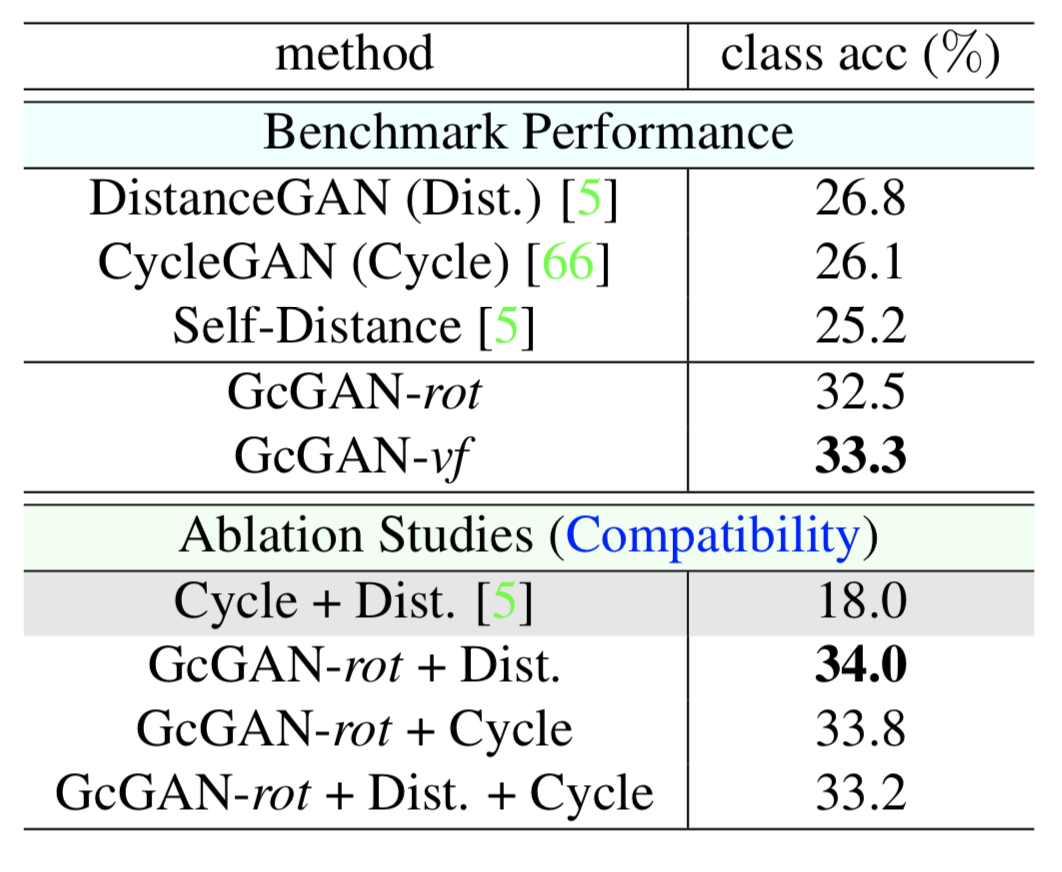 method class acc (%)
Benchmark Performance
DistanceGAN (Dist.) [5] 26.8
CycleGAN (Cycle) [66] 26.1
Self-Distance [5] 25.2
GcGAN-rot 32.5
GcGAN-vf 33.3
Ablation Studies (Compatibility)
Cycle + Dist. [5] 18.0
GcGAN-rot + Dist. 34.0
GcGAN-rot + Cycle 33.8
GcGAN-rot + Dist. + Cycle 33.2